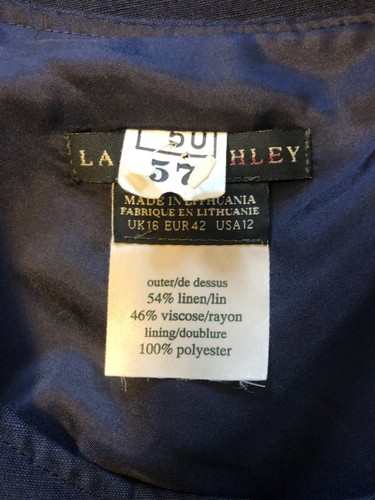 LA HLEY
57
MADE IN LITHUANIA
FABRIQUE EN LITHUANIE
UK16 EUR42 USA12
outer/de dessus
54% linen/lin
46% viscose/rayon
lining/doublure
100% polyester